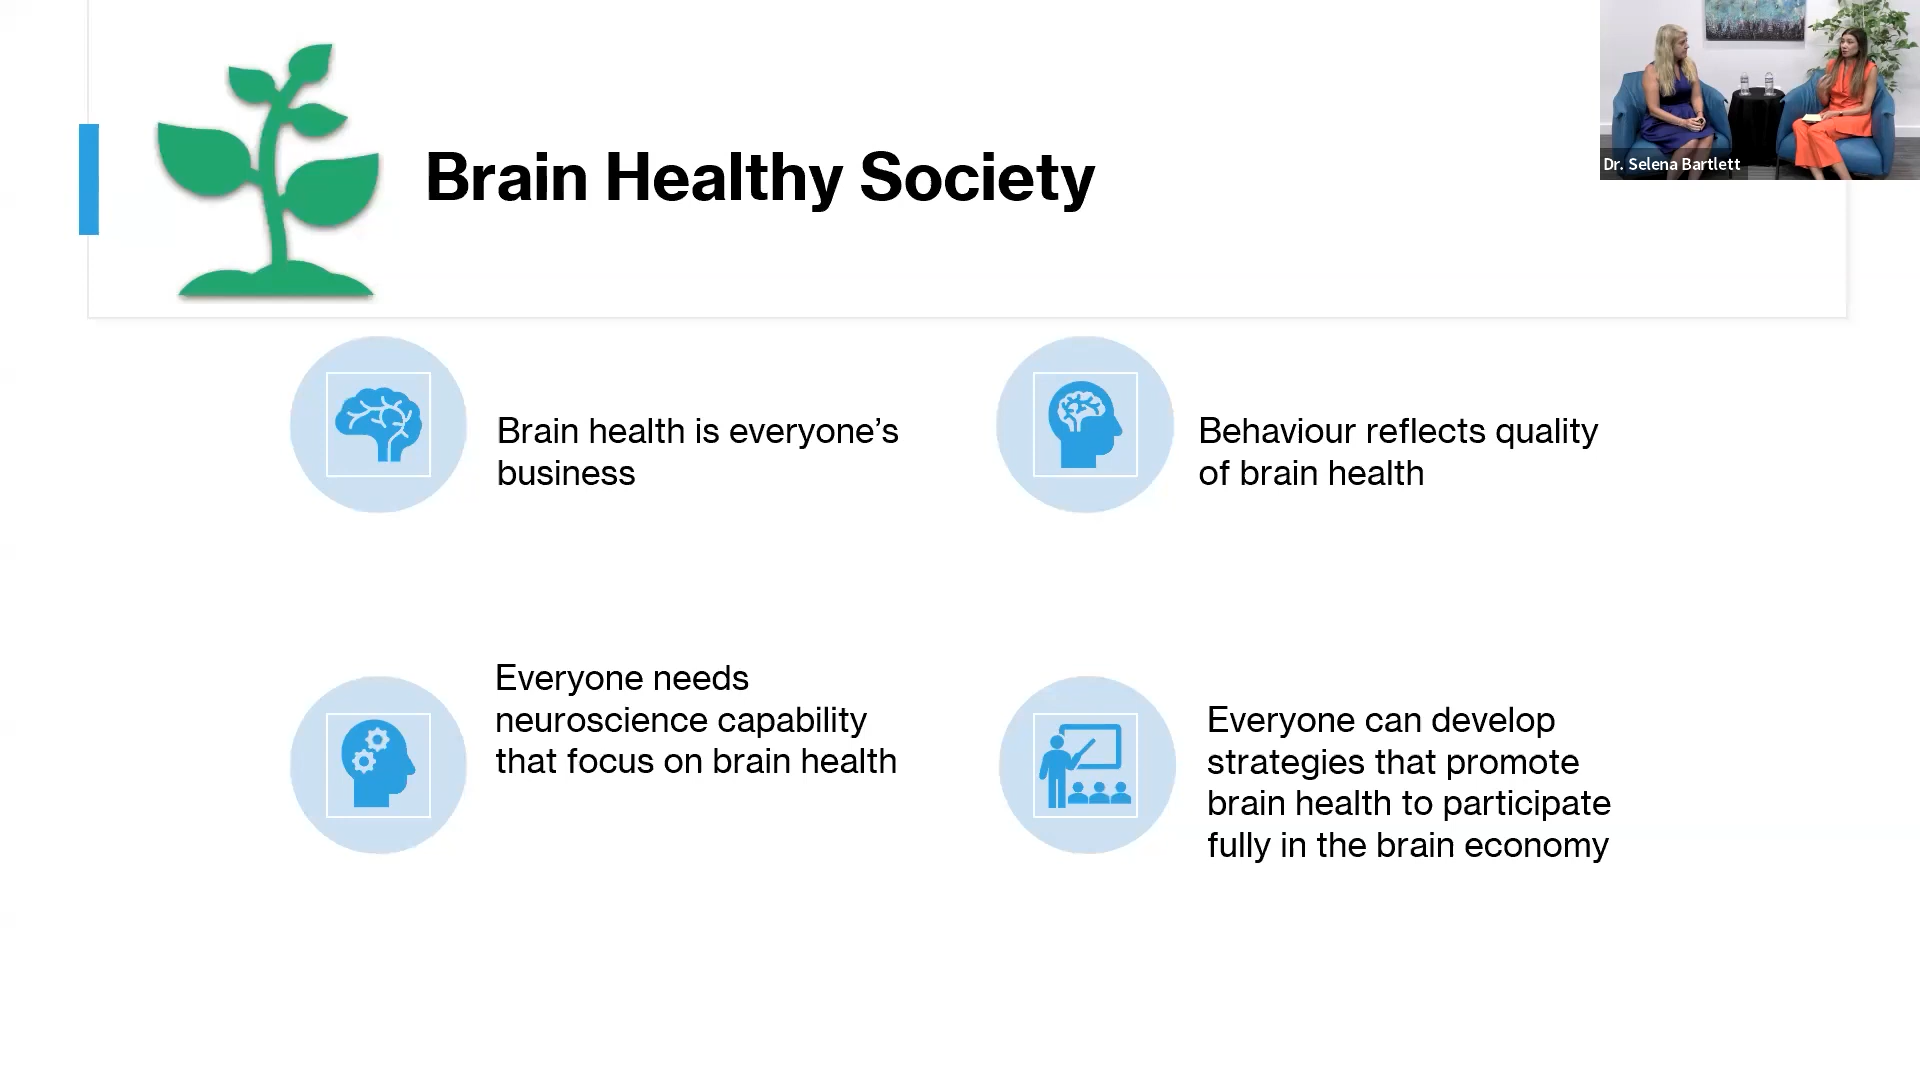 Brain Healthy Society
Dr. Selena Bartlett
Brain health is everyone’s
business
Behaviour reflects quality
of brain health
Everyone needs
neuroscience capability
that focus on brain health
Everyone can develop
strategies that promote
brain health to participate
fully in the brain economy